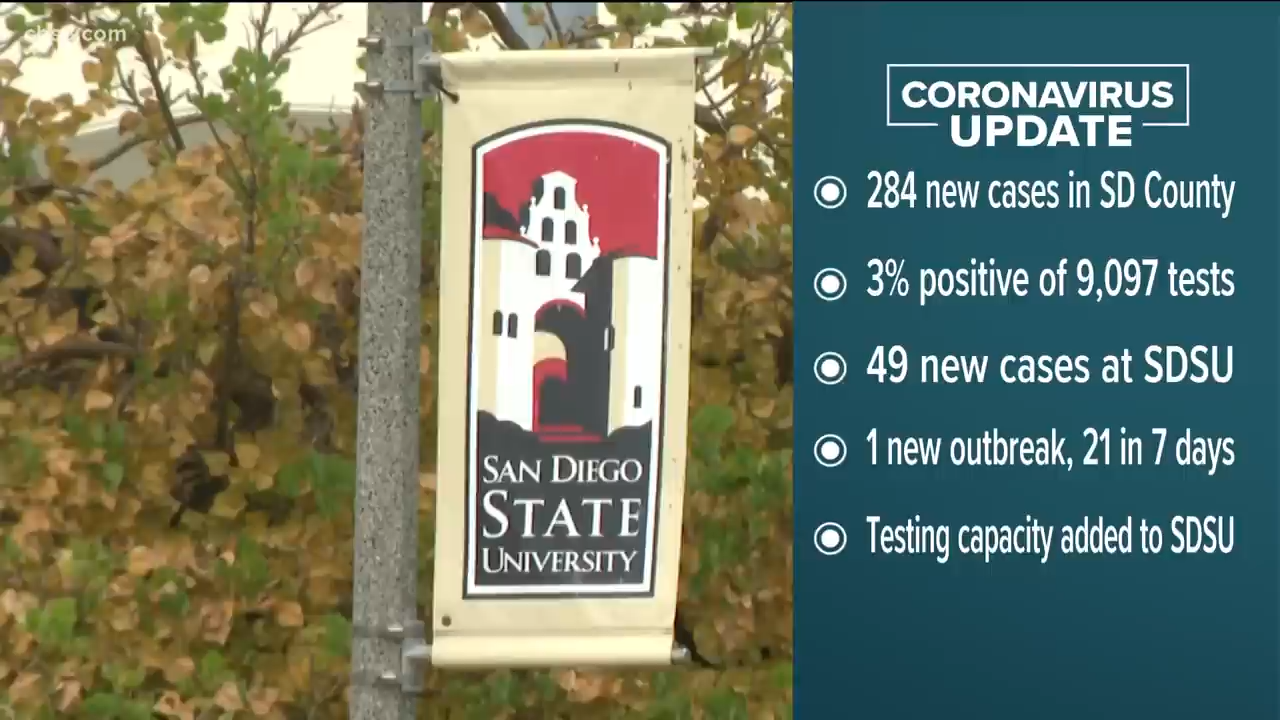 SAN DIEGO
STATE
UNIVERSITY
CORONAVIRUS
UPDATE
284 new cases in SD County
3% positive of 9,097 tests
49 new cases at SDSU
1 new outbreak, 21 in 7 days
Testing capacity added to SDSU